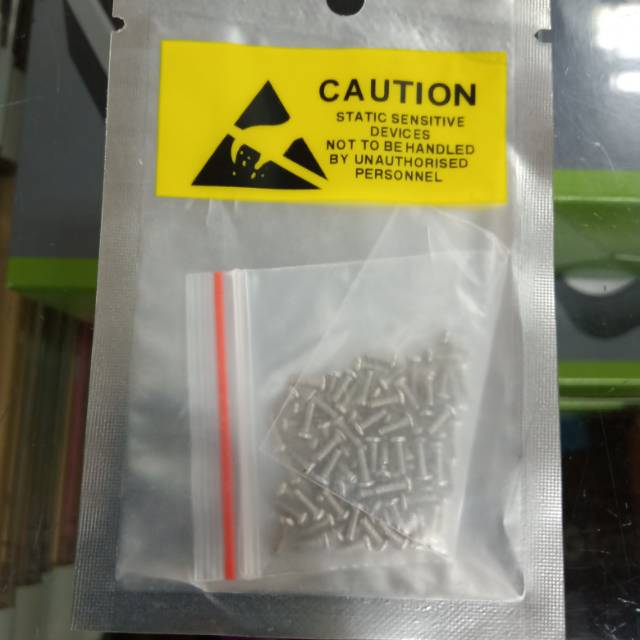 CAUTION
STATIC SENSITIVE
DEVICES
NOT TO BE HANDLED
BY UNAUTHORISED
PERSONNEL